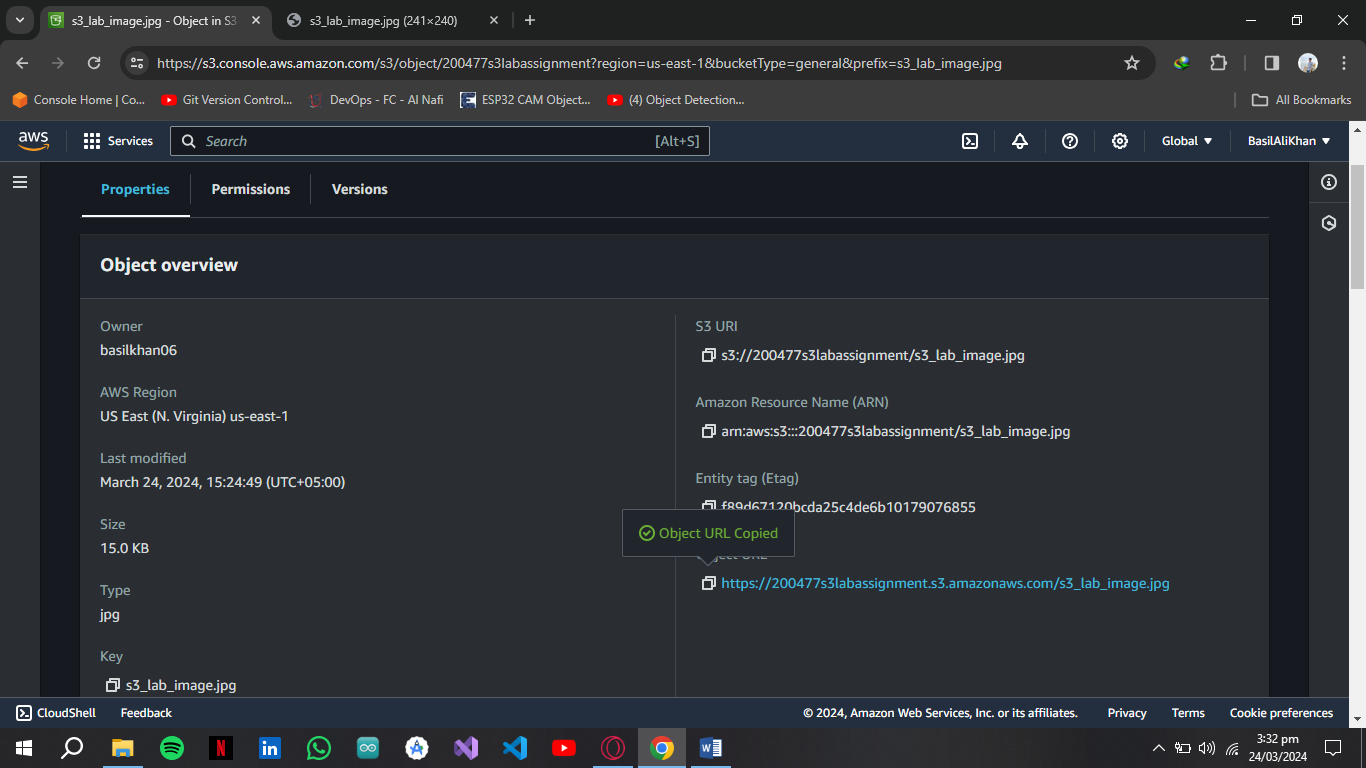 s3_lab_image.jpg - Object in S3
s3_lab_image.jpg (241×240)
https://s3.console.aws.amazon.com/s3/object/200477s3labassignment?region=us-east-1&bucketType=general&prefix=s3_lab_image.jpg
Console Home | Co...
Git Version Control...
DevOps - FC - Al Nafi
ESP32 CAM Object...
(4) Object Detection...
All Bookmarks
aws
Services
Search
[Alt+S]
Global
BasilAliKhan
Properties
Permissions
Versions
Object overview
Owner
basilkhan06
AWS Region
US East (N. Virginia) us-east-1
Last modified
March 24, 2024, 15:24:49 (UTC+05:00)
Size
15.0 KB
Type
jpg
Key
s3_lab_image.jpg
S3 URI
s3://200477s3labassignment/s3_lab_image.jpg
Amazon Resource Name (ARN)
arn:aws:s3:::200477s3labassignment/s3_lab_image.jpg
Entity tag (Etag)
f89d67120bcda25c4de6b10179076855
Object URL Copied
https://200477s3labassignment.s3.amazonaws.com/s3_lab_image.jpg
CloudShell
Feedback
© 2024, Amazon Web Services, Inc. or its affiliates.
Privacy
Terms
Cookie preferences
3:32 pm
24/03/2024